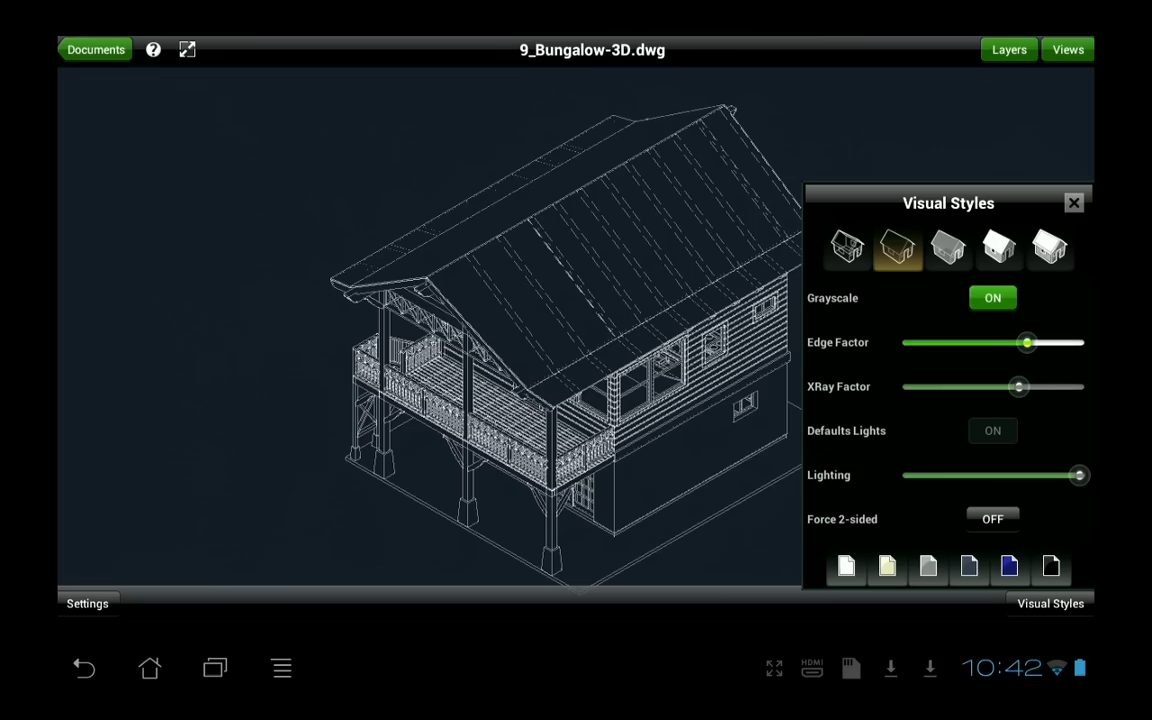 Documents ? 9_Bungalow-3D.dwg Layers Views
Visual Styles
Grayscale ON
Edge Factor
XRay Factor
Defaults Lights ON
Lighting
Force 2-sided OFF
Settings Visual Styles
HDMI 10:42